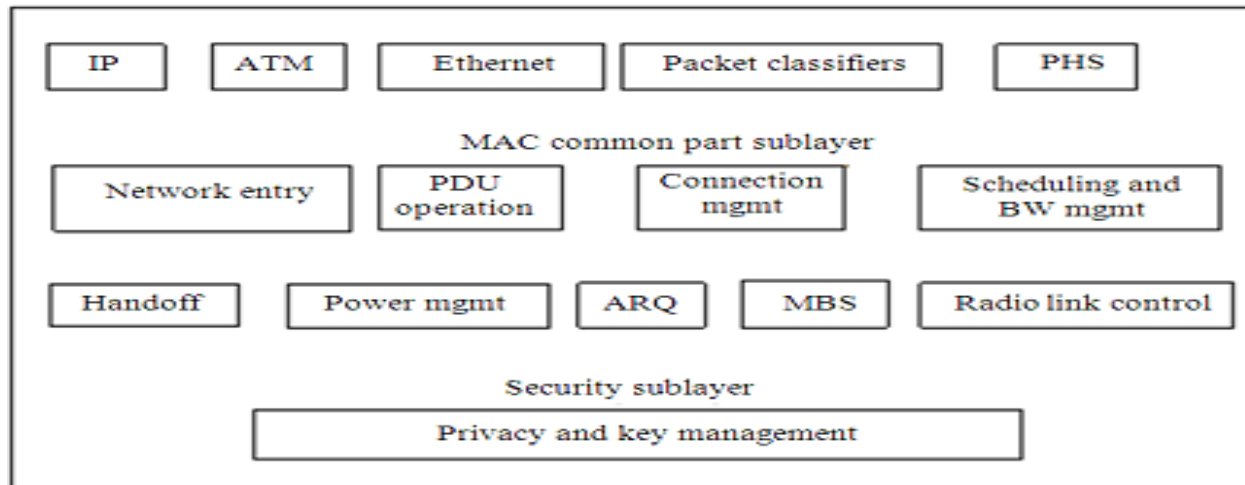 IP
ATM
Ethernet
Packet classifiers
PHS
MAC common part sublayer
Network entry
PDU
operation
Connection
mgmt
Scheduling and
BW mgmt
Handoff
Power mgmt
ARQ
MBS
Radio link control
Security sublayer
Privacy and key management